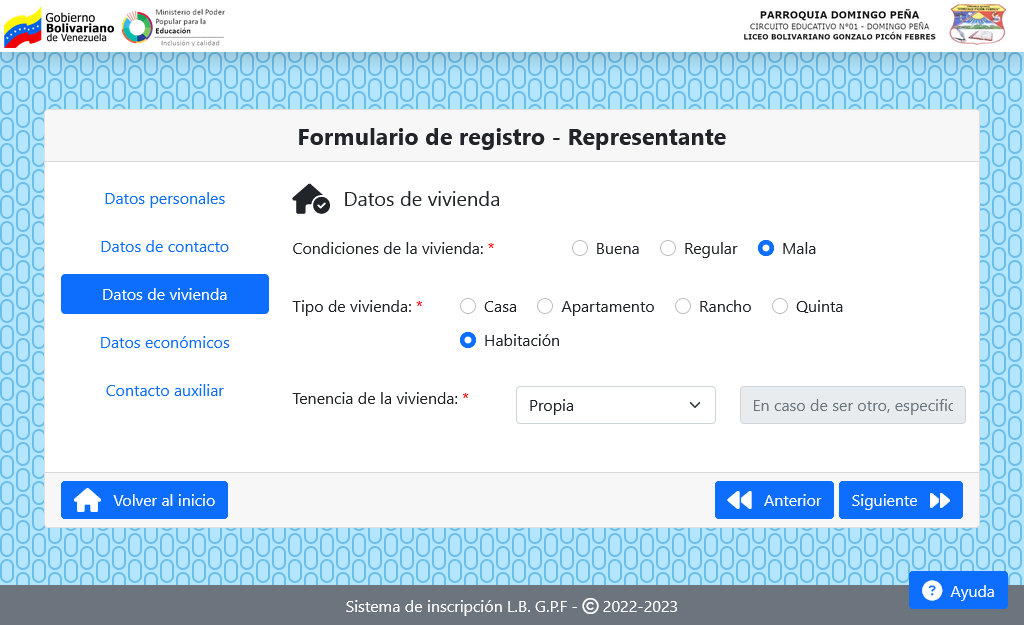 Gobierno
Bolivariano
de Venezuela
Ministerio del Poder
Popular para la
Educación
Inclusión y calidad
PARROQUIA DOMINGO PEÑA
CIRCUITO EDUCATIVO N°01 - DOMINGO PEÑA
LICEO BOLIVARIANO GONZALO PICÓN FEBRES
Formulario de registro - Representante
Datos personales
Datos de contacto
Datos de vivienda
Datos económicos
Contacto auxiliar
Datos de vivienda
Condiciones de la vivienda: * Buena Regular Mala
Tipo de vivienda: * Casa Apartamento Rancho Quinta
Habitación
Tenencia de la vivienda: * Propia En caso de ser otro, especific
Volver al inicio Anterior Siguiente
Ayuda
Sistema de inscripción L.B. G.P.F - © 2022-2023